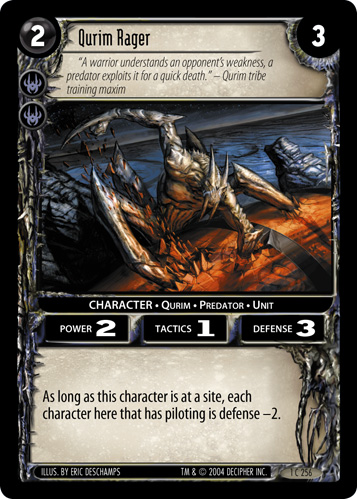 2 Qurim Rager 3
"A warrior understands an opponent's weakness, a
predator exploits it for a quick death." – Qurim tribe
training maxim
CHARACTER • QURIM • PREDATOR • UNIT
POWER 2 TACTICS 1 DEFENSE 3
As long as this character is at a site, each
character here that has piloting is defense –2.
ILLUS. BY ERIC DESCHAMPS TM & © 2004 DECIPHER INC. 1 C 256